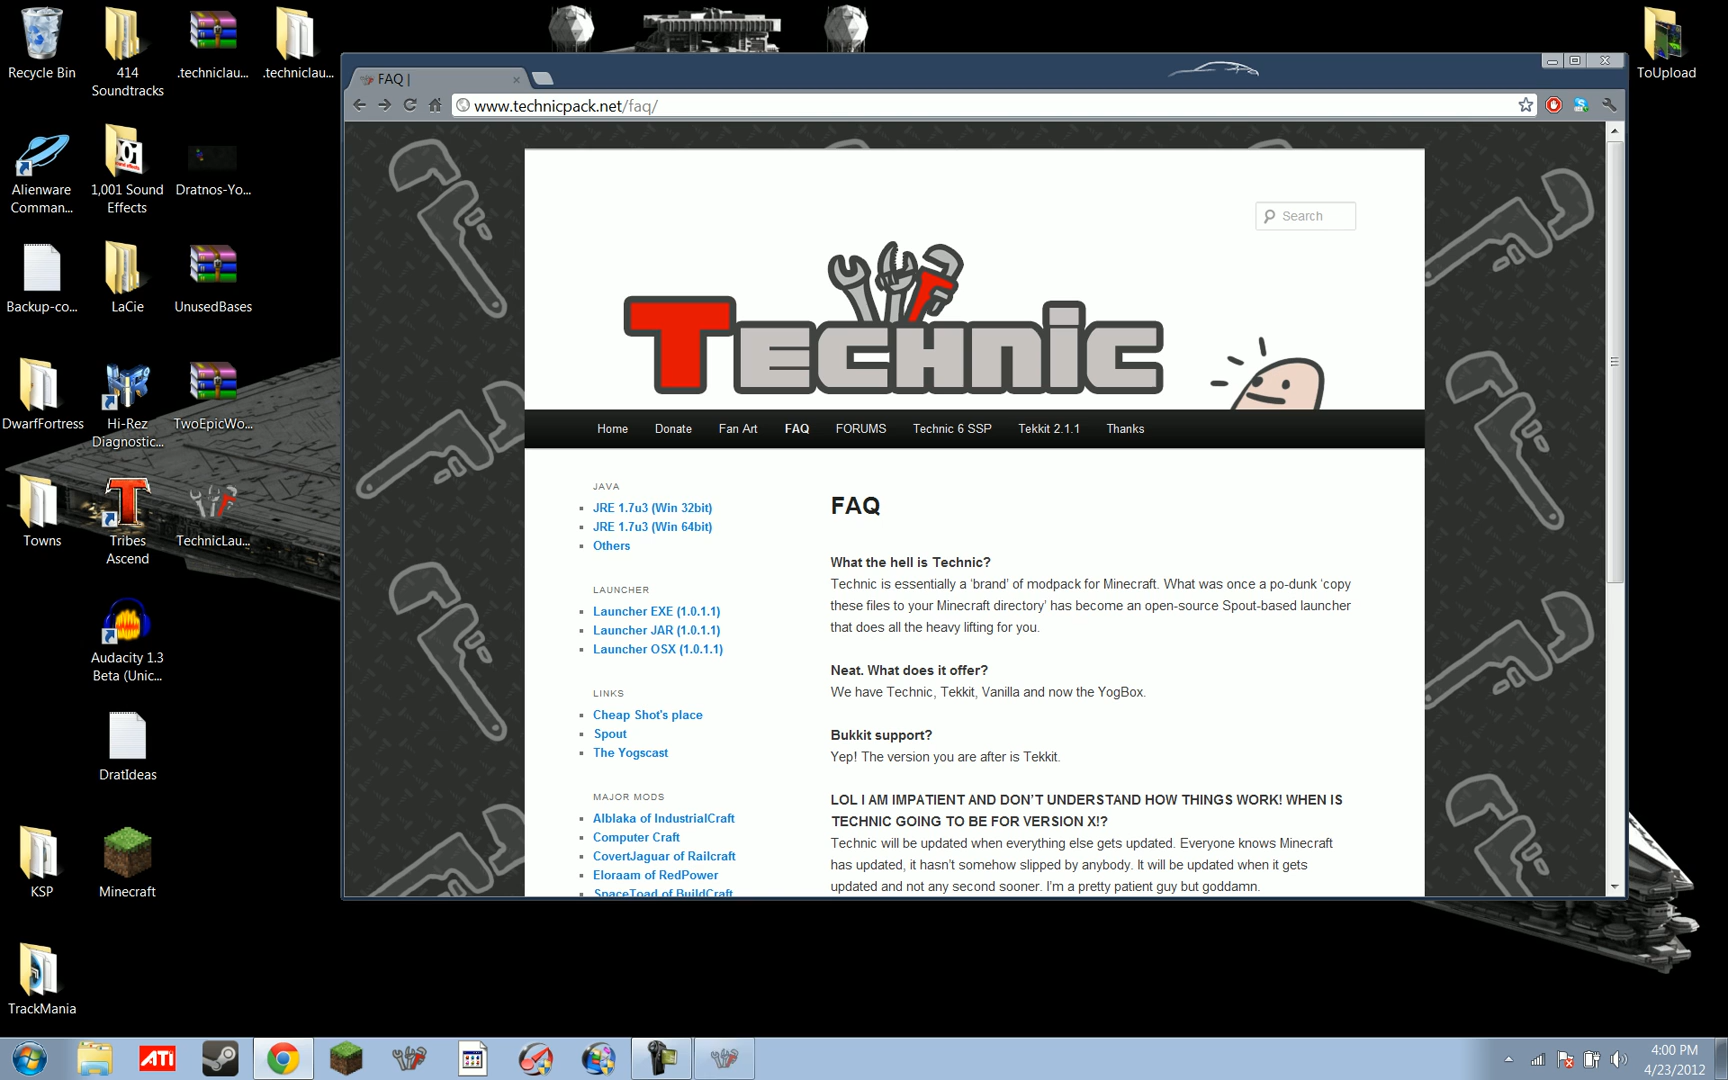 Recycle Bin
414
Soundtracks
.techniclau...
.techniclau...
ToUpload
Alienware
Comman...
1,001 Sound
Effects
Dratnos-Yo...
Backup-co...
LaCie
UnusedBases
DwarfFortress
Hi-Rez
Diagnostic...
TwoEpicWo...
Towns
Tribes
Ascend
TechnicLau...
Audacity 1.3
Beta (Unic...
DratIdeas
KSP
Minecraft
TrackMania
FAQ |
www.technicpack.net/faq/
Search
TECHNIC
Home
Donate
Fan Art
FAQ
FORUMS
Technic 6 SSP
Tekkit 2.1.1
Thanks
JAVA
JRE 1.7u3 (Win 32bit)
JRE 1.7u3 (Win 64bit)
Others
LAUNCHER
Launcher EXE (1.0.1.1)
Launcher JAR (1.0.1.1)
Launcher OSX (1.0.1.1)
LINKS
Cheap Shot's place
Spout
The Yogscast
MAJOR MODS
Alblaka of IndustrialCraft
Computer Craft
CovertJaguar of Railcraft
Eloraam of RedPower
SpaceToad of BuildCraft
FAQ
What the hell is Technic?
Technic is essentially a ‘brand’ of modpack for Minecraft. What was once a po-dunk ‘copy
these files to your Minecraft directory’ has become an open-source Spout-based launcher
that does all the heavy lifting for you.
Neat. What does it offer?
We have Technic, Tekkit, Vanilla and now the YogBox.
Bukkit support?
Yep! The version you are after is Tekkit.
LOL I AM IMPATIENT AND DON’T UNDERSTAND HOW THINGS WORK! WHEN IS
TECHNIC GOING TO BE FOR VERSION X!?
Technic will be updated when everything else gets updated. Everyone knows Minecraft
has updated, it hasn’t somehow slipped by anybody. It will be updated when it gets
updated and not any second sooner. I’m a pretty patient guy but goddamn.
ATI
4:00 PM
4/23/2012